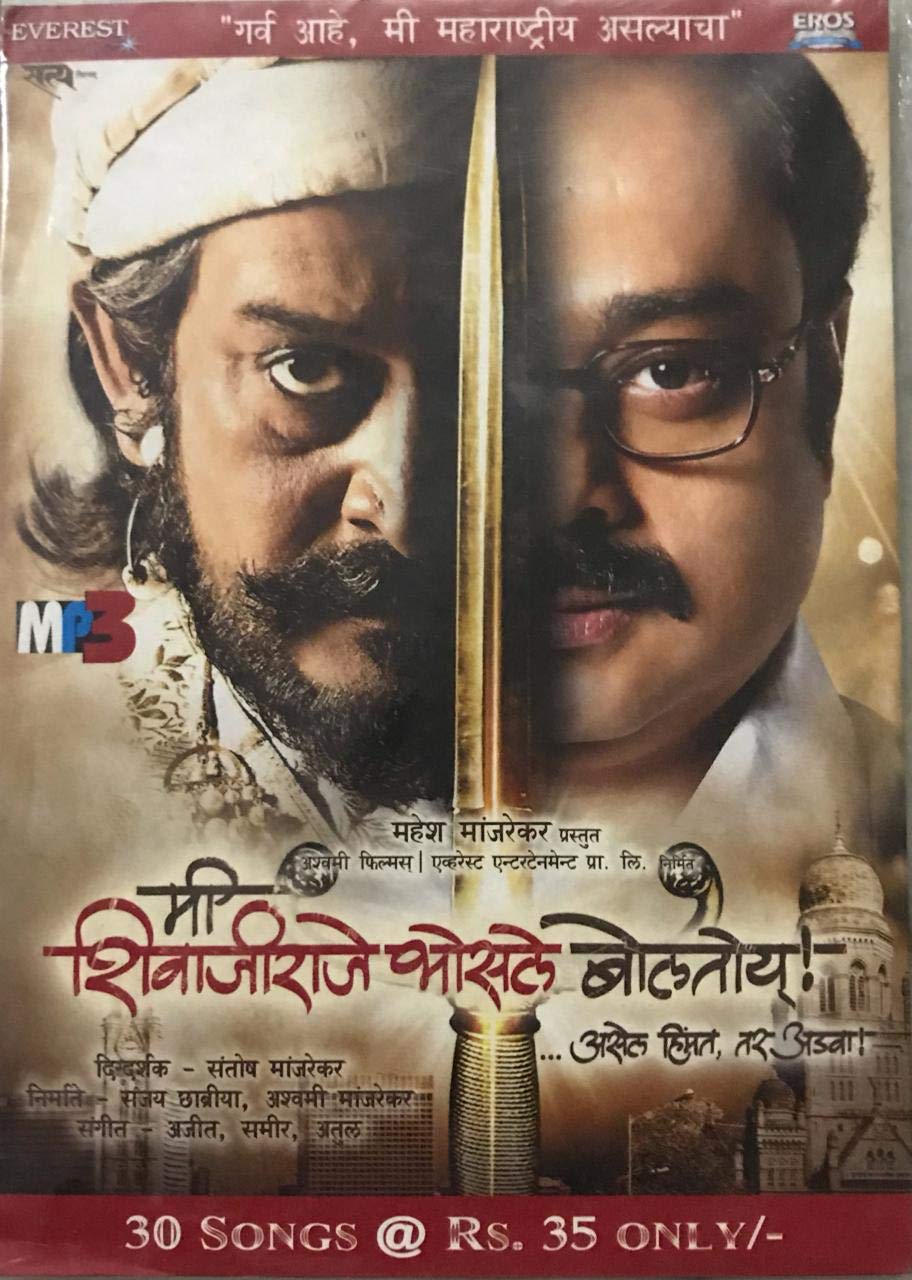 EVEREST
"गर्व आहे, मी महाराष्ट्रीय असल्याचा"
EROS
सत्य
MP3
महेश मांजरेकर प्रस्तुत
अश्वमी फिल्मस् | एव्हरेस्ट एन्टरटेनमेन्ट प्रा. लि. निर्मित
मी
शिवाजीराजे भोसले बोलतोय!
... असेल हिंमत, तर अडवा!
दिग्दर्शक - संतोष मांजरेकर
निर्माते - संजय छाब्रीया, अश्वमी मांजरेकर
संगीत - अजीत, समीर, अतुल
30 SONGS @ RS. 35 ONLY/-